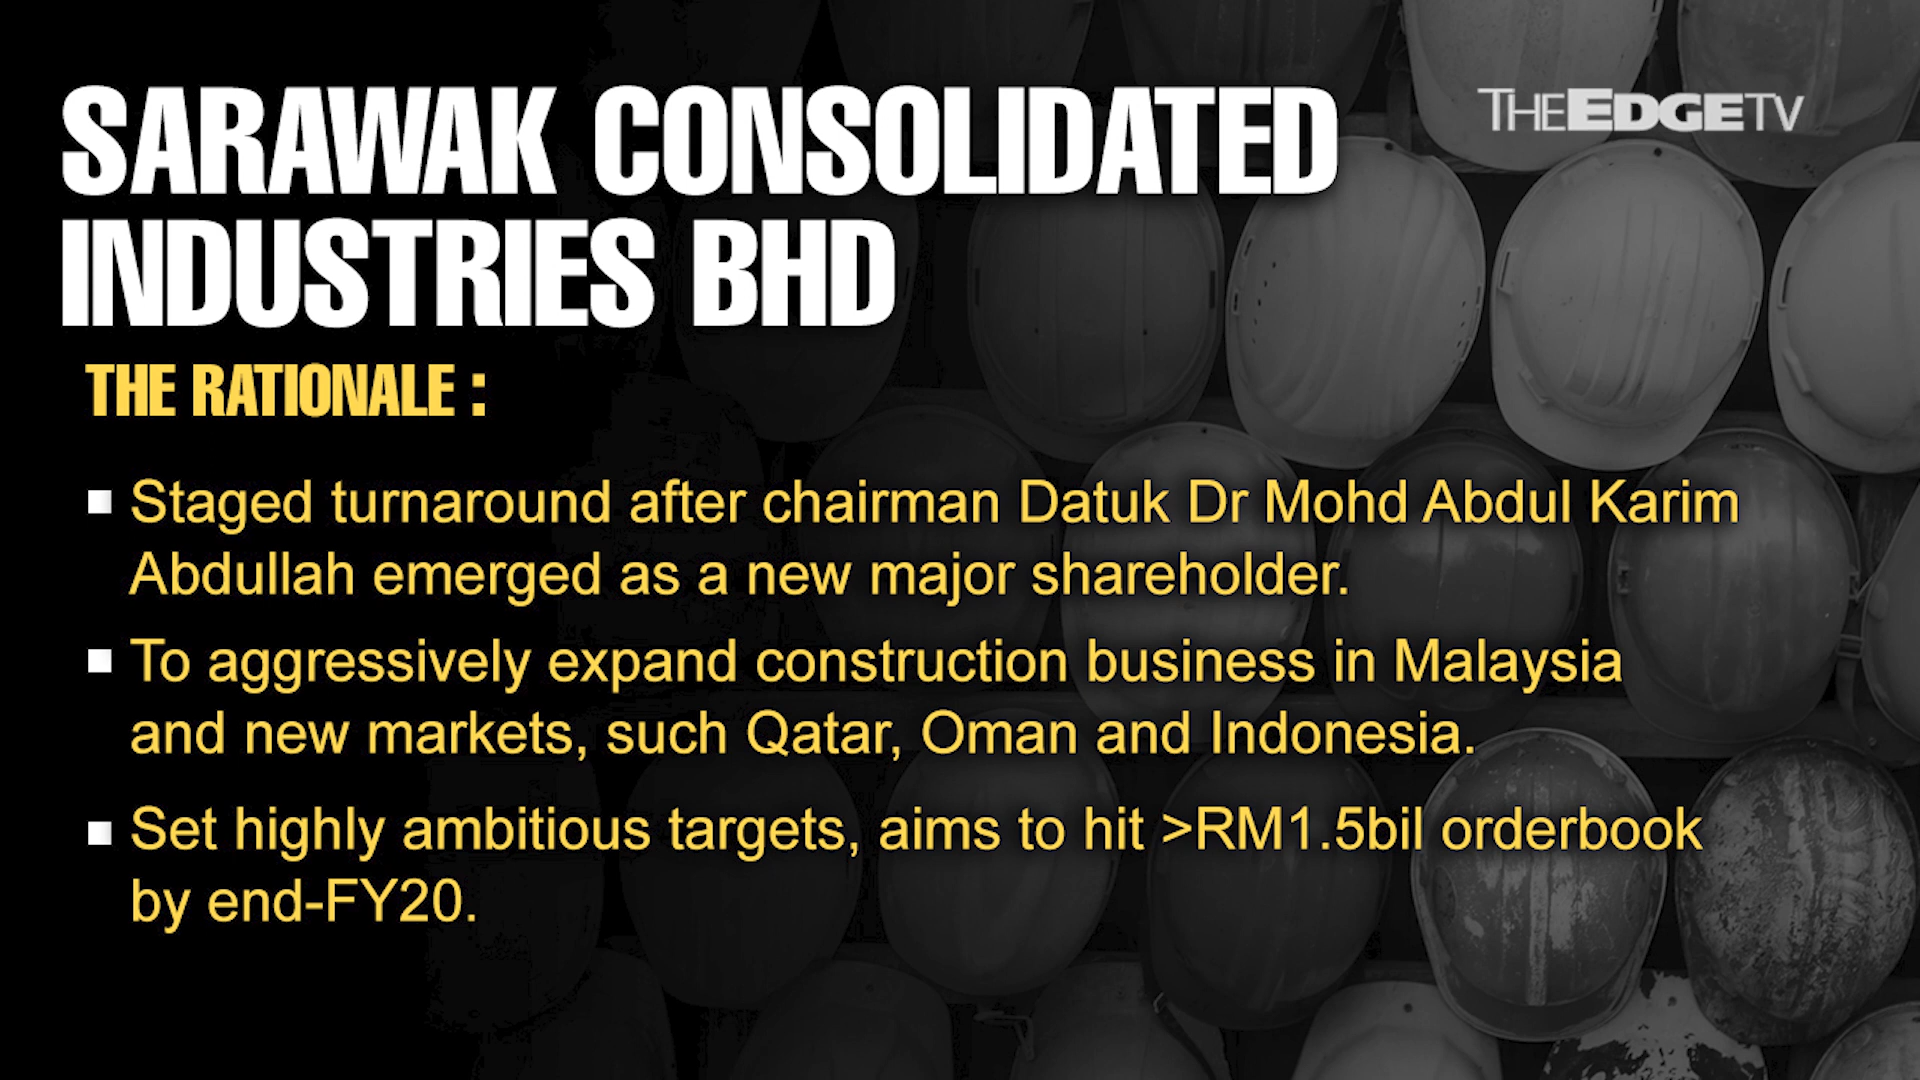 SARAWAK CONSOLIDATED
THEEDGETV
INDUSTRIES BHD
THE RATIONALE :
Staged turnaround after chairman Datuk Dr Mohd Abdul Karim
Abdullah emerged as a new major shareholder.
To aggressively expand construction business in Malaysia
and new markets, such Qatar, Oman and Indonesia.
Set highly ambitious targets, aims to hit >RM1.5bil orderbook
by end-FY20.